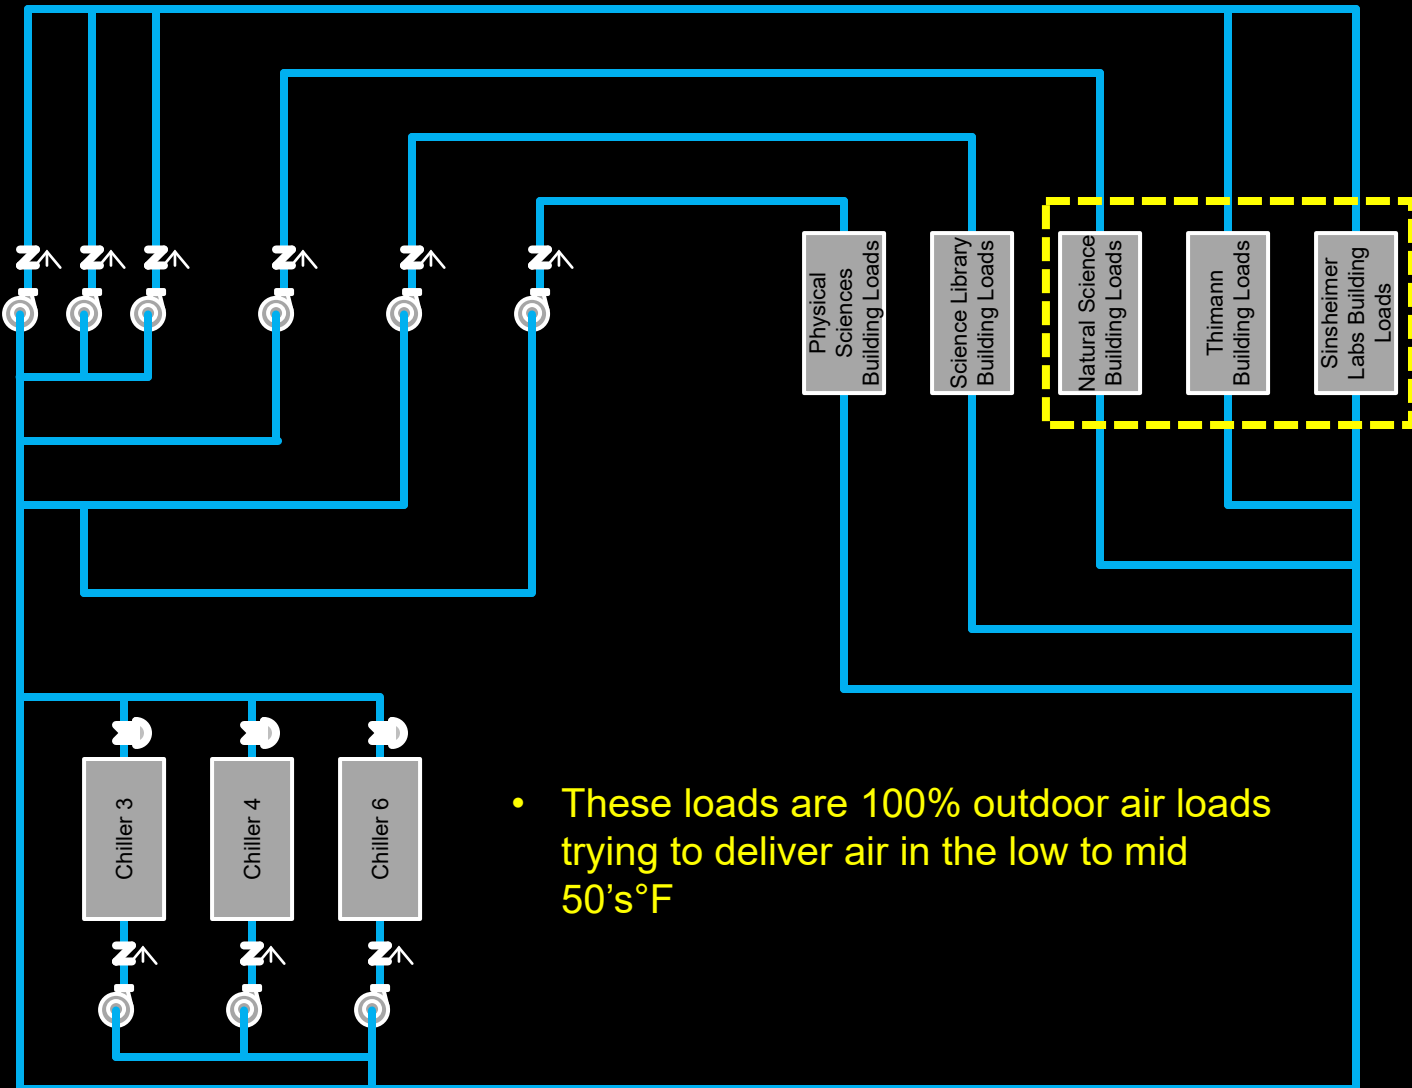 Physical
Sciences
Building Loads
Science Library
Building Loads
Natural Science
Building Loads
Thimann
Building Loads
Sinsheimer
Labs Building
Loads
Chiller 3
Chiller 4
Chiller 6
• These loads are 100% outdoor air loads
trying to deliver air in the low to mid
50’s°F